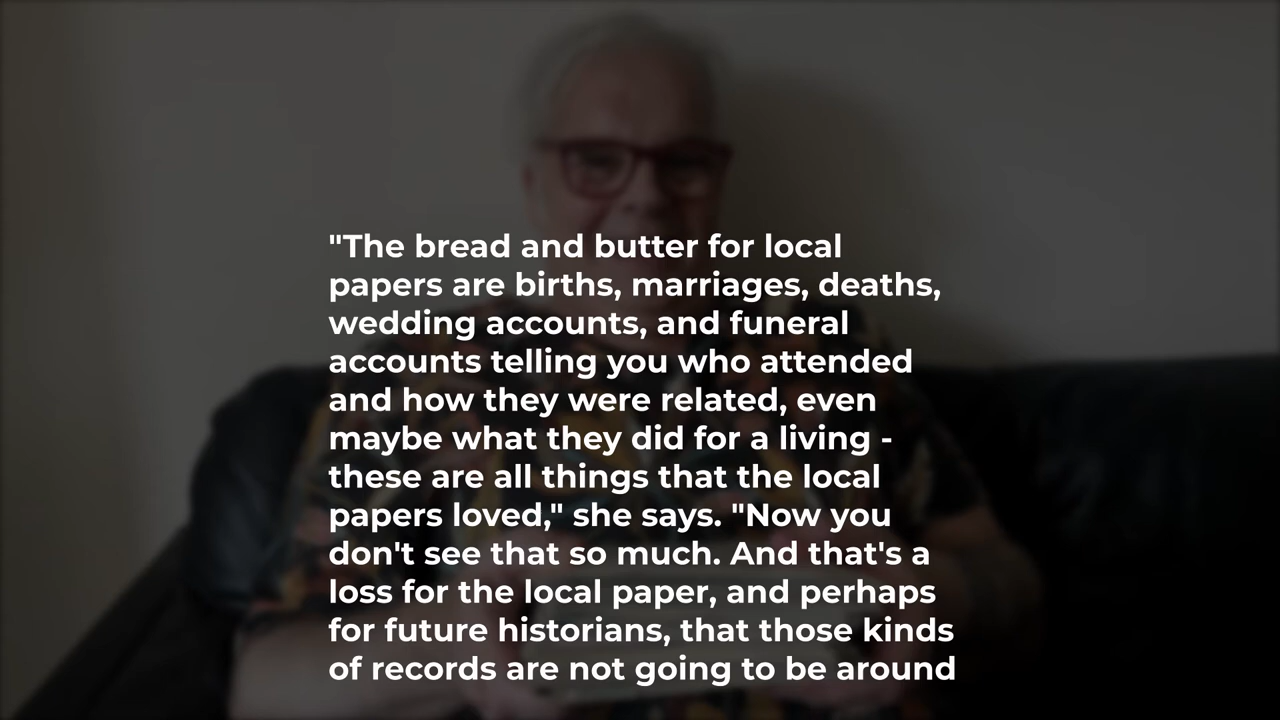 "The bread and butter for local
papers are births, marriages, deaths,
wedding accounts, and funeral
accounts telling you who attended
and how they were related, even
maybe what they did for a living -
these are all things that the local
papers loved," she says. "Now you
don't see that so much. And that's a
loss for the local paper, and perhaps
for future historians, that those kinds
of records are not going to be around